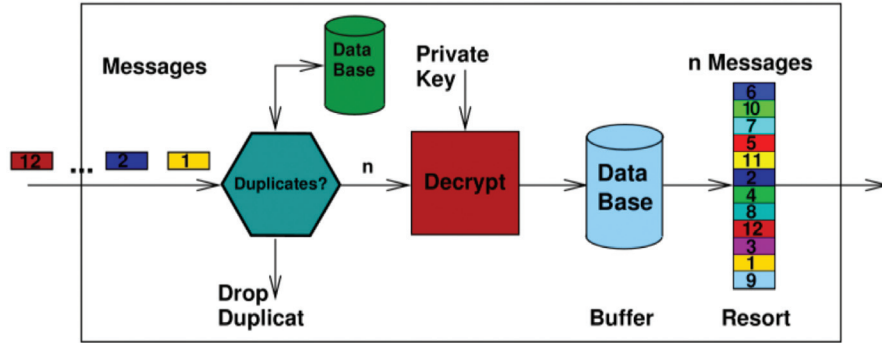 Messages
12 ... 2 1
Data
Base
Duplicates?
Drop
Duplicat
n
Private
Key
Decrypt
Data
Base
Buffer
n Messages
6
10
7
5
11
2
4
8
12
3
1
9
Resort